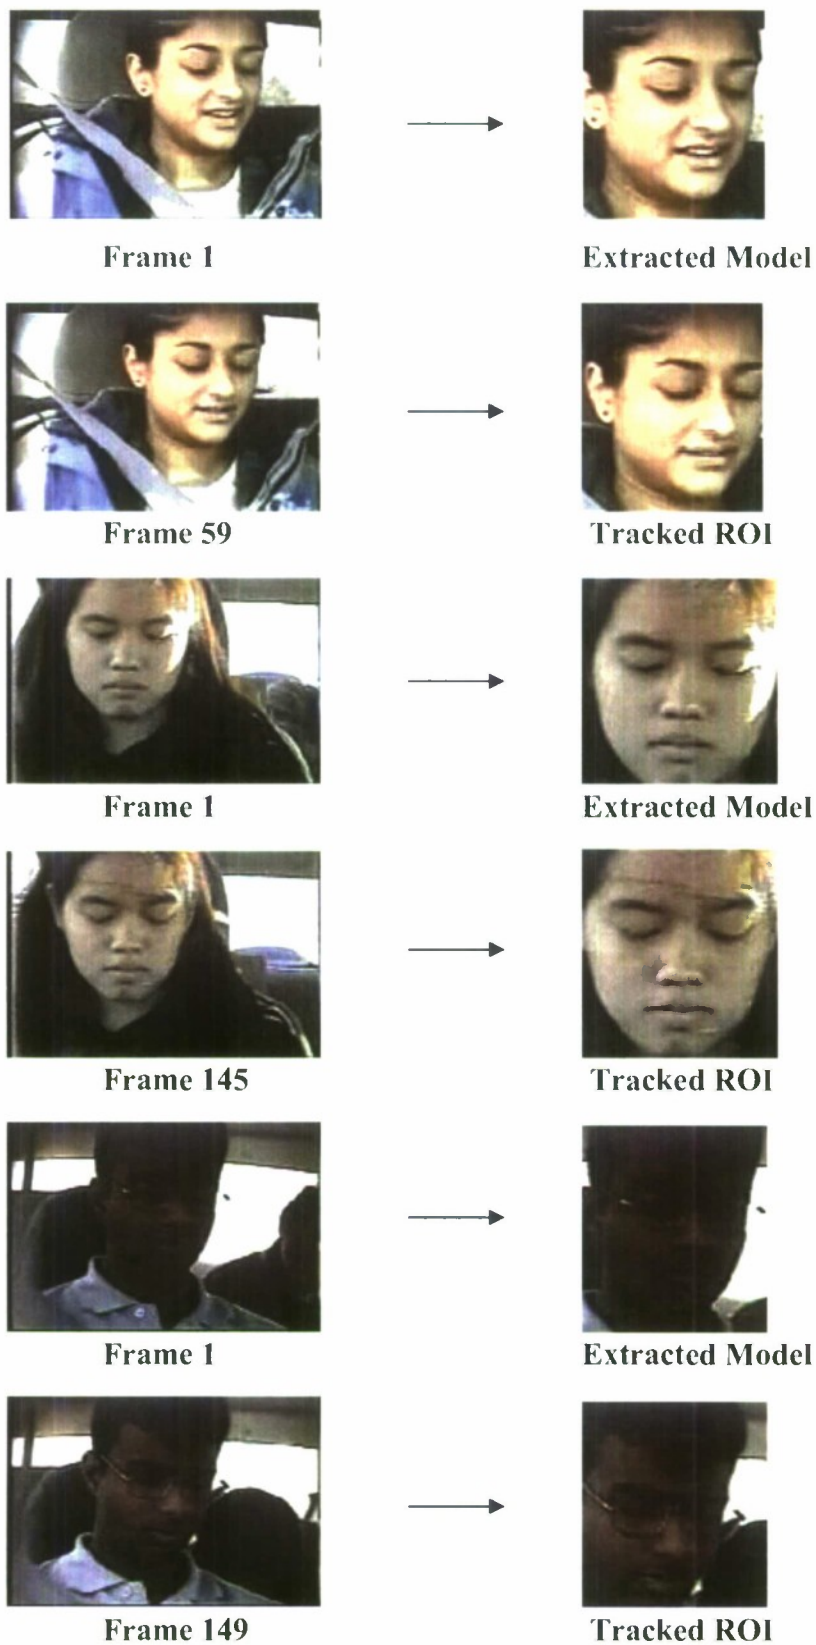 Frame 1
Extracted Model
Frame 59
Tracked ROI
Frame 1
Extracted Model
Frame 145
Tracked ROI
Frame 1
Extracted Model
Frame 149
Tracked ROI